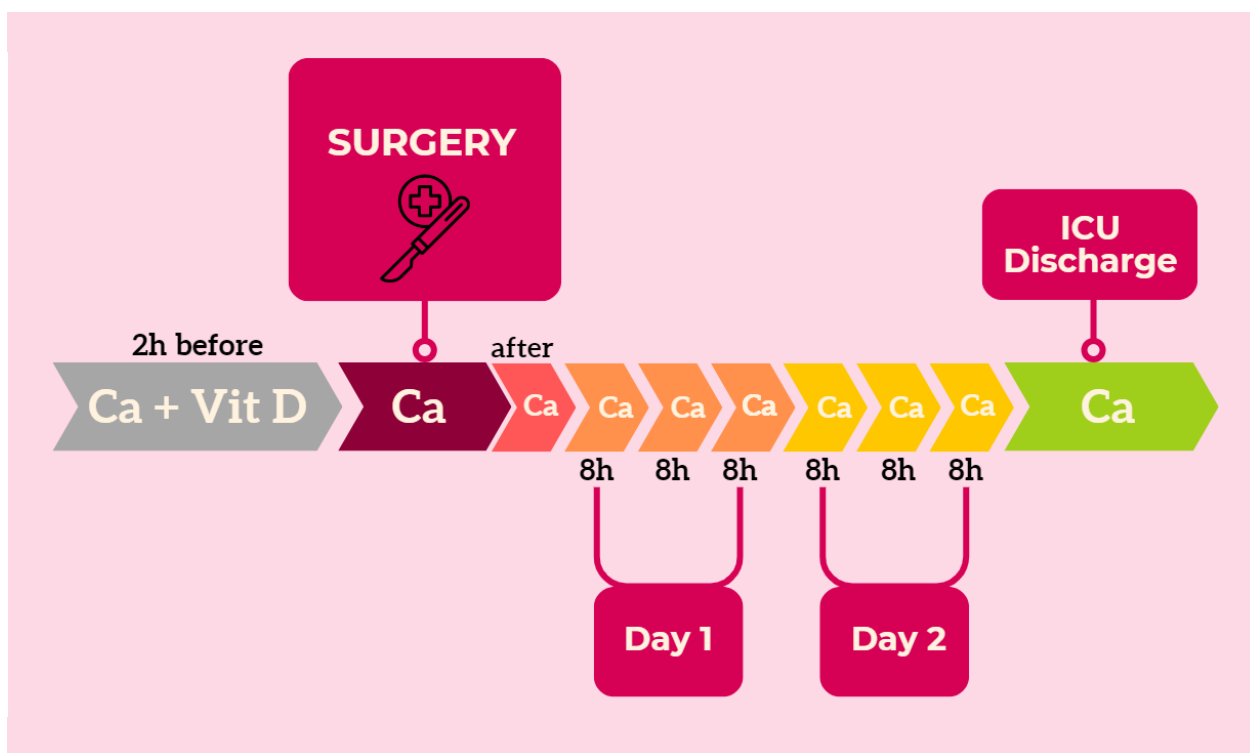 SURGERY
ICU
Discharge
2h before
after
Ca + Vit D
Ca
Ca
Ca
Ca
Ca
Ca
Ca
Ca
Ca
8h
8h
8h
8h
8h
8h
Day 1
Day 2